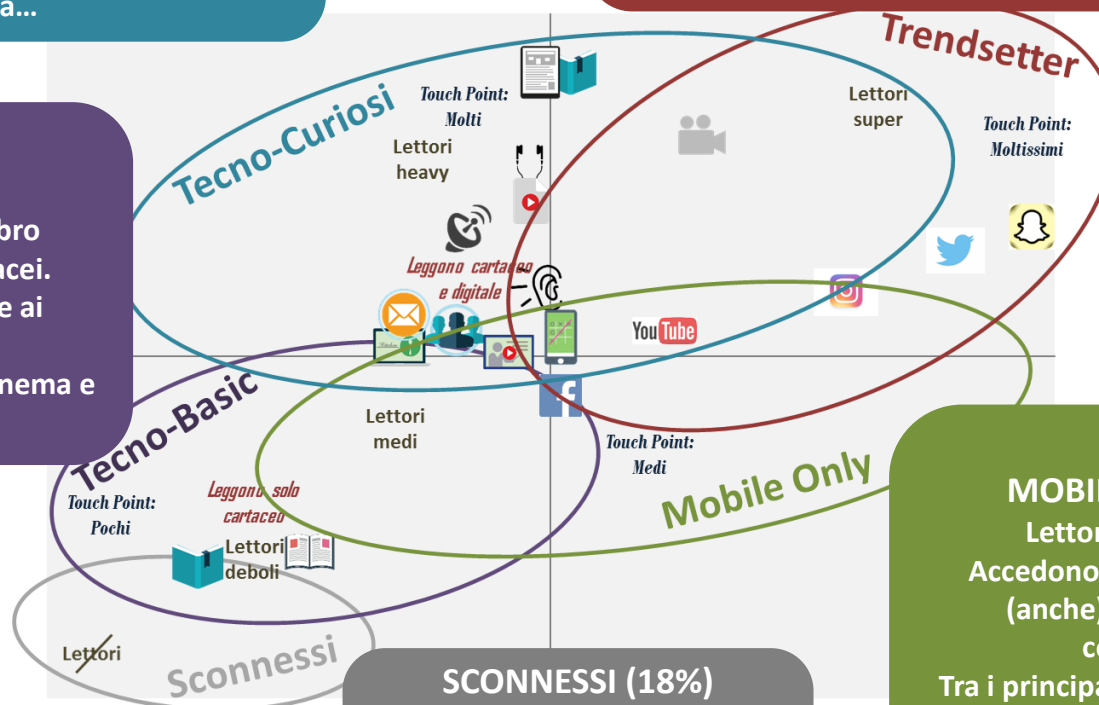 a...
Trendsetter
Tecno-Curiosi
Touch Point:
Molti
Lettori
heavy
Lettori
super
Touch Point:
Moltissimi
bro
acei.
e ai
nema e
Leggono cartaceo
e digitale
You Tube
f
Lettori
medi
Tecno-Basic
Touch Point:
Medi
Mobile Only
Touch Point:
Pochi
Leggono solo
cartaceo
Lettori
deboli
Lettori
Sconnessi
SCONNESSI (18%)
MOBI
Lettor
Accedono
(anche)
c
Tra i principa